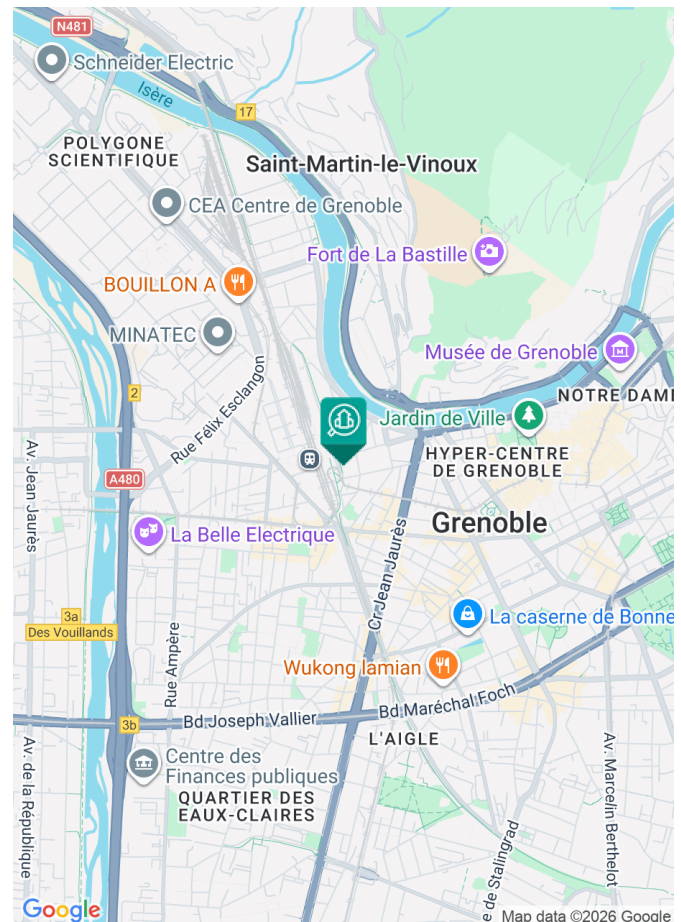 N481
Schneider Electric
Isère
17
POLYGONE
SCIENTIFIQUE
Saint-Martin-le-Vinoux
CEA Centre de Grenoble
Fort de La Bastille
BOUILLON A
MINATEC
Musée de Grenoble
2
Rue Félix Esclangon
NOTRE DAME
Jardin de Ville
Av. Jean Jaurès
HYPER-CENTRE
DE GRENOBLE
A480
Grenoble
La Belle Electrique
Cr Jean Jaurès
3a
Des Vouillands
La caserne de Bonne
Rue Ampère
Wukong lamian
Bd Maréchal Foch
3b
Bd Joseph Vallier
L'AIGLE
Centre des
Finances publiques
Av. de la République
Av. Marcelin Berthelot
QUARTIER DES
EAUX-CLAIRES
e de Stalingrad
Google
Map data ©2026 Google